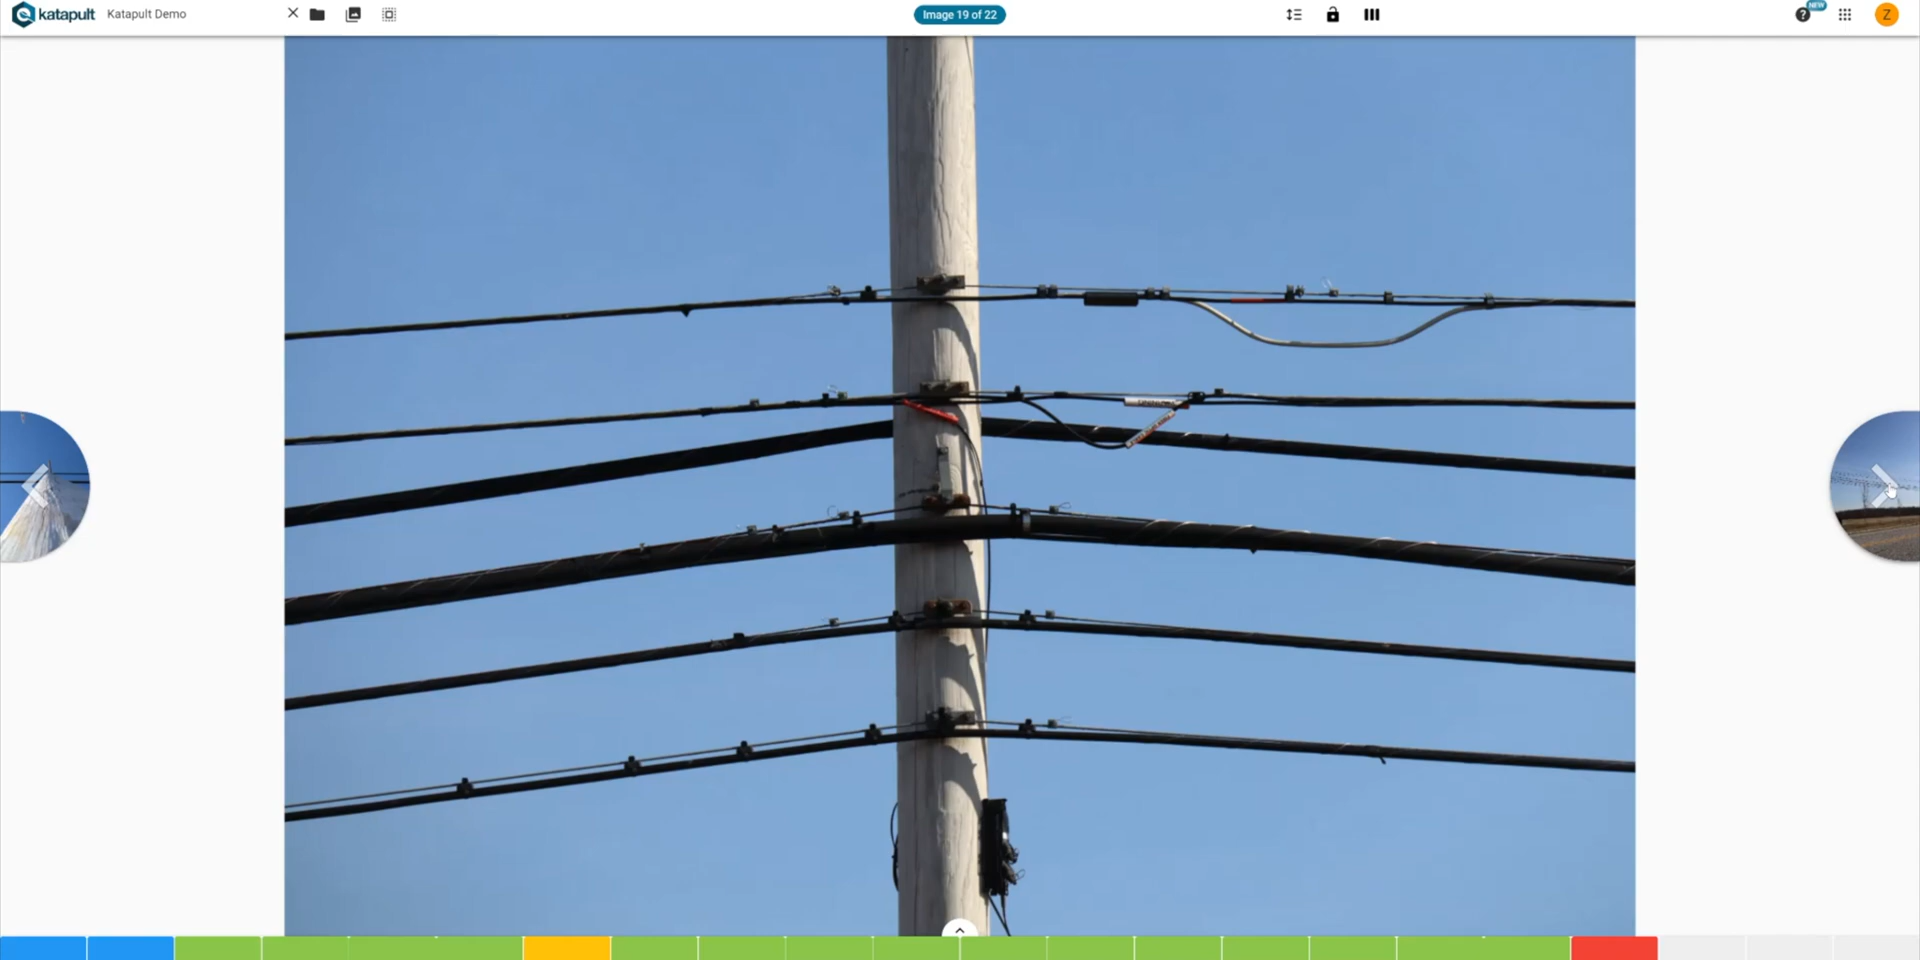 katapult
Katapult Demo
Image 19 of 22
NEW
Z